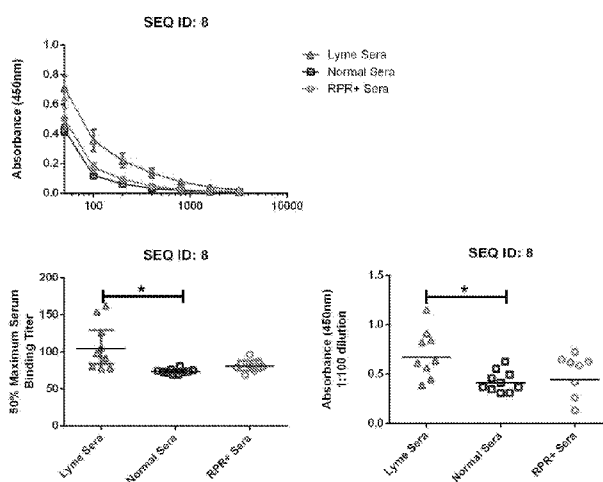 SEQ ID: 8
Lyme Sera
Normal Sera
RPR+ Sera
Absorbance (450nm)
1.0
0.8
0.6
0.4
0.2
0.0
100
1000
10000
SEQ ID: 8
50% Maximum Serum
Binding Titer
200
150
100
50
0
*
Lyme Sera
Normal Sera
RPR+ Sera
SEQ ID: 8
Absorbance (450nm)
1:100 dilution
1.5
1.0
0.5
0.0
*
Lyme Sera
Normal Sera
RPR+ Sera